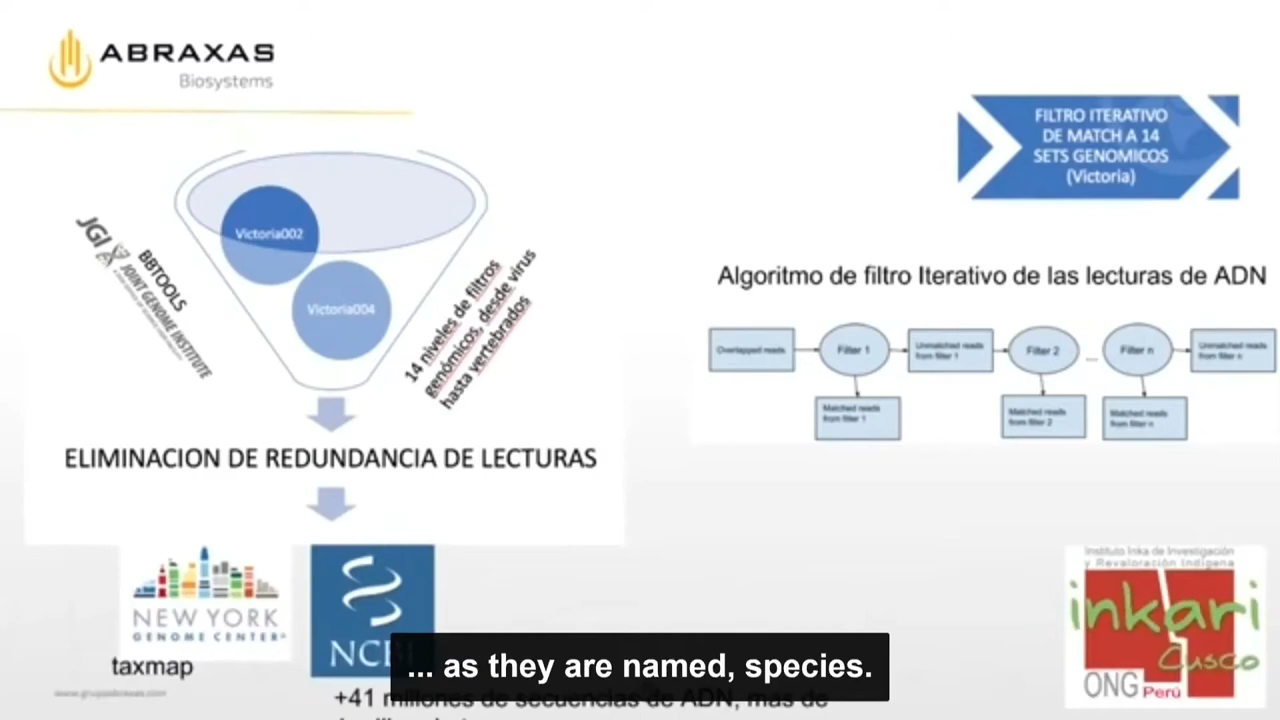 ABRAXAS
Biosystems
FILTRO ITERATIVO
DE MATCH A 14
SETS GENOMICOS
(Victoria)
Victoria002
Victoria004
JGI
JOINT GENOME INSTITUTE
BBTOOLS
14 niveles de filtros
genómicos, desde virus
hasta vertebrados
Algoritmo de filtro Iterativo de las lecturas de ADN
Overlapped reads
Filter 1
Unmatched reads
from filter 1
Filter 2
...
Filter n
Unmatched reads
from filter n
Matched reads
from filter 1
Matched reads
from filter 2
Matched reads
from filter n
ELIMINACION DE REDUNDANCIA DE LECTURAS
NEW YORK
GENOME CENTER
taxmap
NCBI
www.grupoabraxas.com
... as they are named, species.
+41 millones de secuencias de ADN, más de
Instituto Inka de Investigación
y Revaloración Indígena
inkari
Cusco
ONG Perú